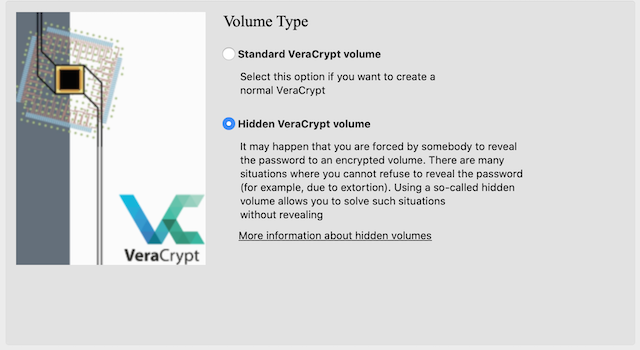 Volume Type
Standard VeraCrypt volume
Select this option if you want to create a
normal VeraCrypt
Hidden VeraCrypt volume
It may happen that you are forced by somebody to reveal
the password to an encrypted volume. There are many
situations where you cannot refuse to reveal the password
(for example, due to extortion). Using a so-called hidden
volume allows you to solve such situations
without revealing
More information about hidden volumes
VeraCrypt